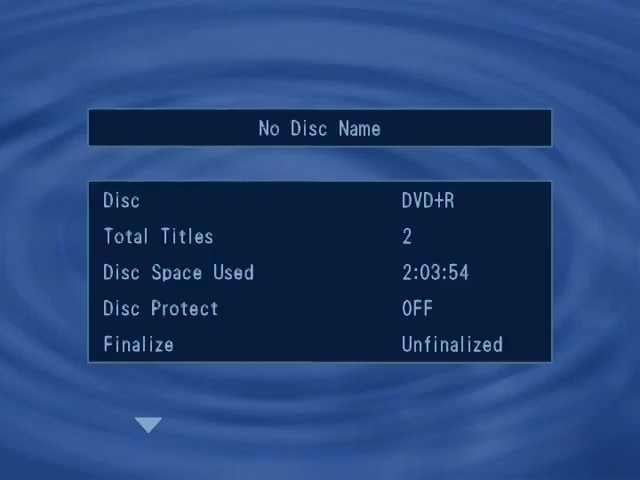 No Disc Name
Disc DVD+R
Total Titles 2
Disc Space Used 2:03:54
Disc Protect OFF
Finalize Unfinalized